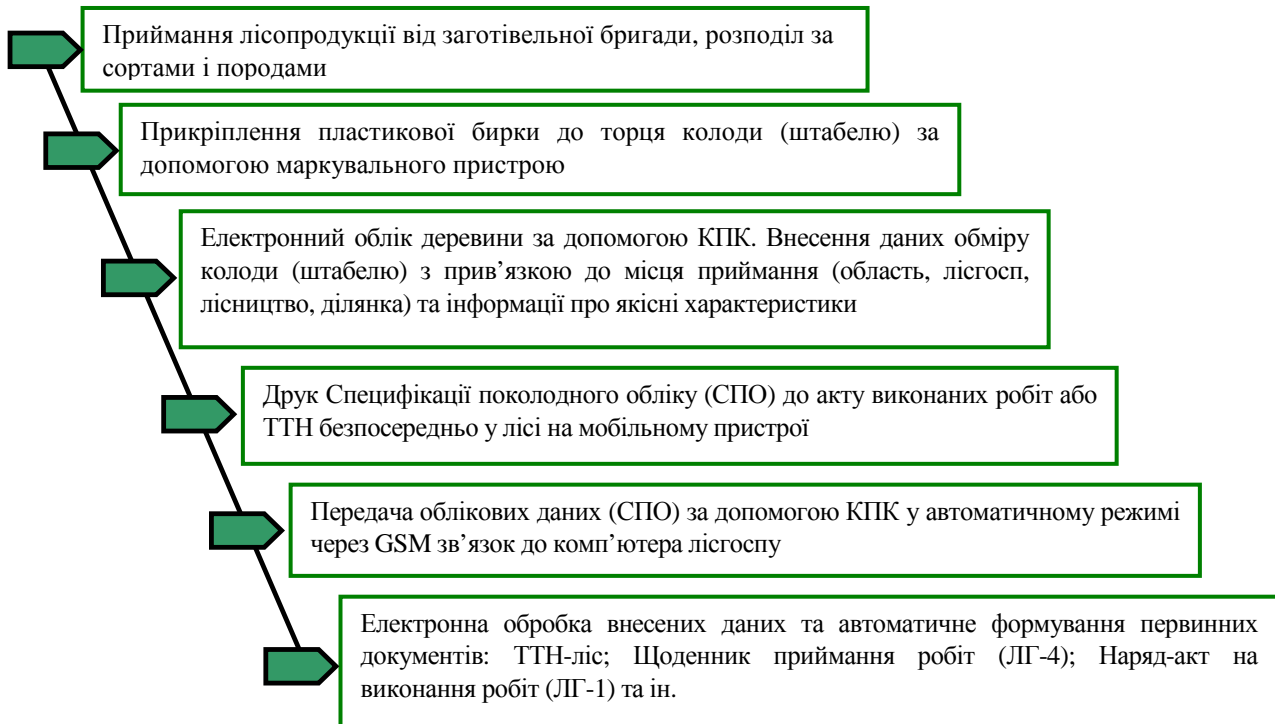 Приймання лісопродукції від заготівельної бригади, розподіл за
сортами і породами
Прикріплення пластикової бирки до торця колоди (штабелю) за
допомогою маркувального пристрою
Електронний облік деревини за допомогою КПК. Внесення даних обміру
колоди (штабелю) з прив’язкою до місця приймання (область, лісгосп,
лісництво, ділянка) та інформації про якісні характеристики
Друк Специфікації поколодного обліку (СПО) до акту виконаних робіт або
ТТН безпосередньо у лісі на мобільному пристрої
Передача облікових даних (СПО) за допомогою КПК у автоматичному режимі
через GSM зв’язок до комп’ютера лісгоспу
Електронна обробка внесених даних та автоматичне формування первинних
документів: ТТН-ліс; Щоденник приймання робіт (ЛГ-4); Наряд-акт на
виконання робіт (ЛГ-1) та ін.